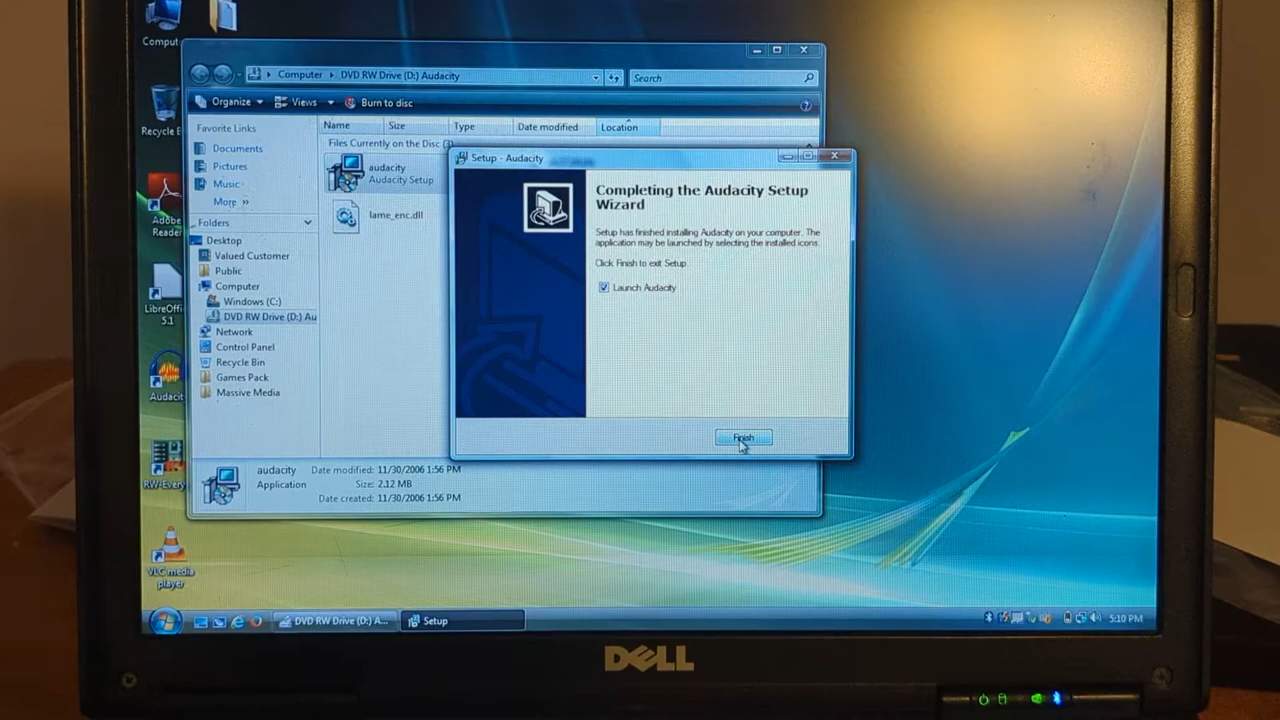 Comput
Recycle B
Adobe
Reader
LibreOffi
5.1
Audacit
RW-Every
VLC media
player
Computer
DVD RW Drive (D:) Audacity
Search
Organize
Views
Burn to disc
Favorite Links
Documents
Pictures
Music
More »
Folders
Desktop
Valued Customer
Public
Computer
Windows (C:)
DVD RW Drive (D:) Au
Network
Control Panel
Recycle Bin
Games Pack
Massive Media
Name
Size
Type
Date modified
Location
Files Currently on the Disc
audacity
Audacity Setup
lame_enc.dll
Setup - Audacity
Completing the Audacity Setup
Wizard
Setup has finished installing Audacity on your computer. The
application may be launched by selecting the installed icons.
Click Finish to exit Setup.
Launch Audacity
Finish
audacity
Application
Date modified: 11/30/2006 1:56 PM
Size: 2.12 MB
Date created: 11/30/2006 1:56 PM
DVD RW Drive (D:) A...
Setup
5:10 PM
DELL